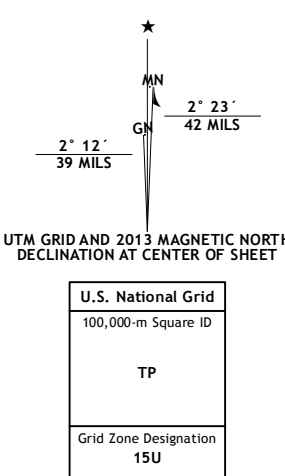 ★
MN
GN
2° 23´
42 MILS
2° 12´
39 MILS
UTM GRID AND 2013 MAGNETIC NORTH
DECLINATION AT CENTER OF SHEET
U.S. National Grid
100,000-m Square ID
TP
Grid Zone Designation
15U